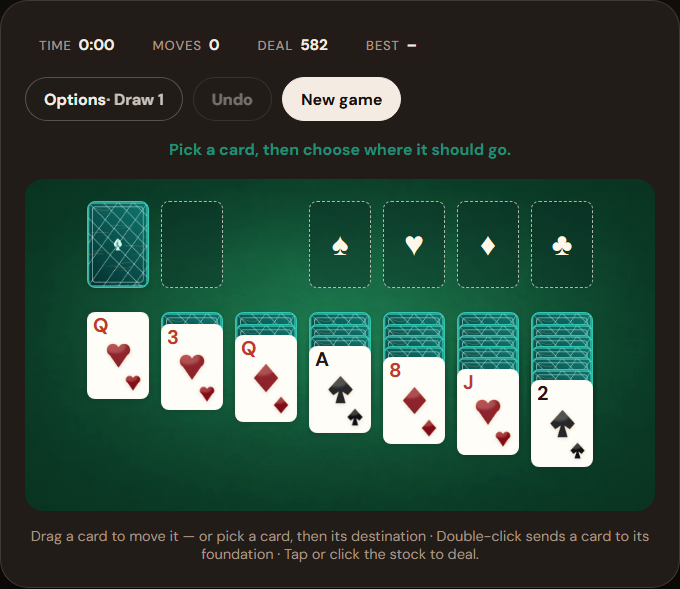 TIME 0:00 MOVES 0 DEAL 582 BEST –
Options· Draw 1 Undo New game
Pick a card, then choose where it should go.
Q 3 Q A 8 J 2
Drag a card to move it — or pick a card, then its destination · Double-click sends a card to its
foundation · Tap or click the stock to deal.